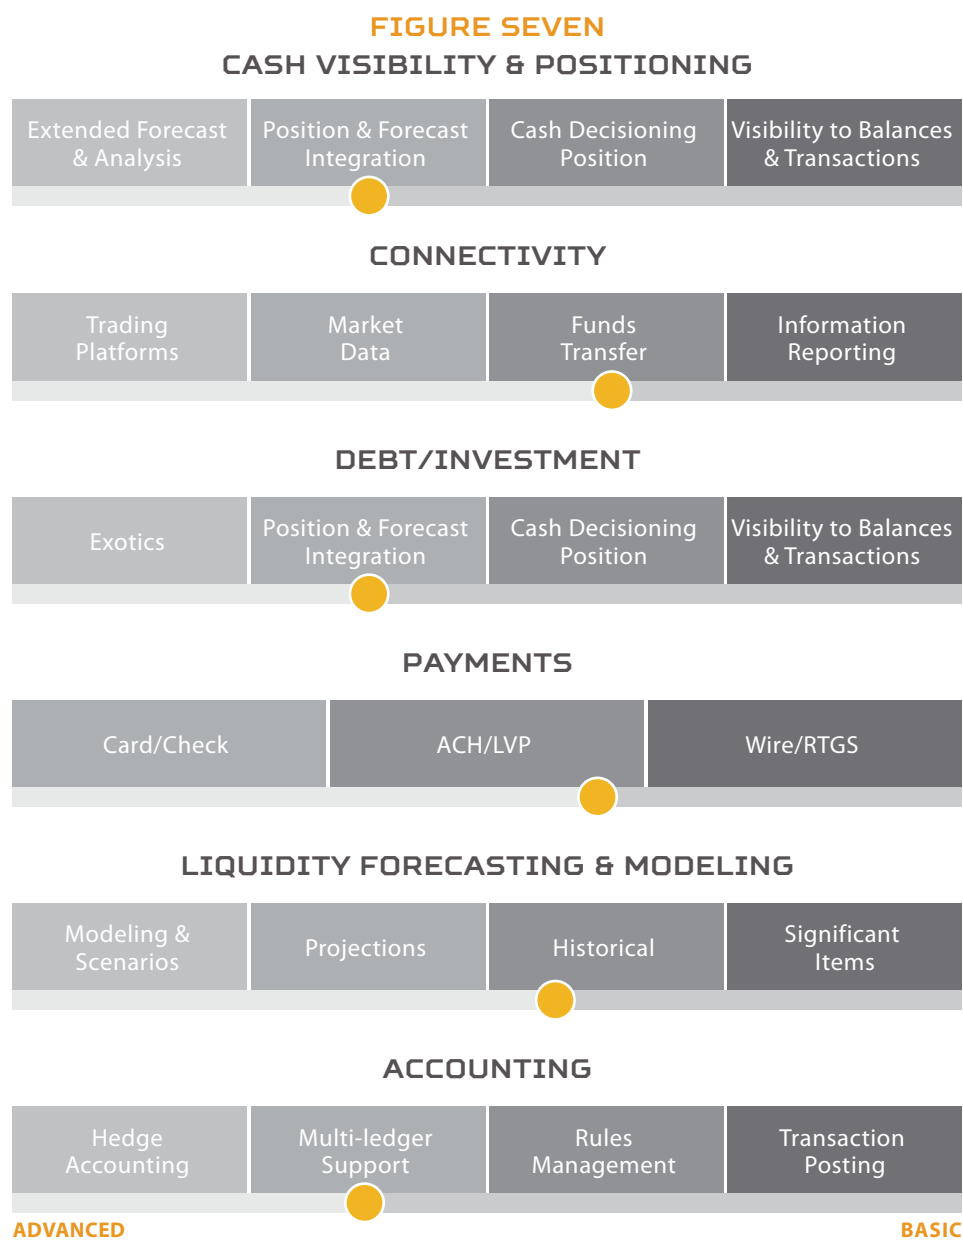 FIGURE SEVEN
CASH VISIBILITY & POSITIONING
Extended Forecast
& Analysis
Position & Forecast
Integration
Cash Decisioning
Position
Visibility to Balances
& Transactions
CONNECTIVITY
Trading
Platforms
Market
Data
Funds
Transfer
Information
Reporting
DEBT/INVESTMENT
Exotics
Position & Forecast
Integration
Cash Decisioning
Position
Visibility to Balances
& Transactions
PAYMENTS
Card/Check
ACH/LVP
Wire/RTGS
LIQUIDITY FORECASTING & MODELING
Modeling &
Scenarios
Projections
Historical
Significant
Items
ACCOUNTING
Hedge
Accounting
Multi-ledger
Support
Rules
Management
Transaction
Posting
ADVANCED
BASIC